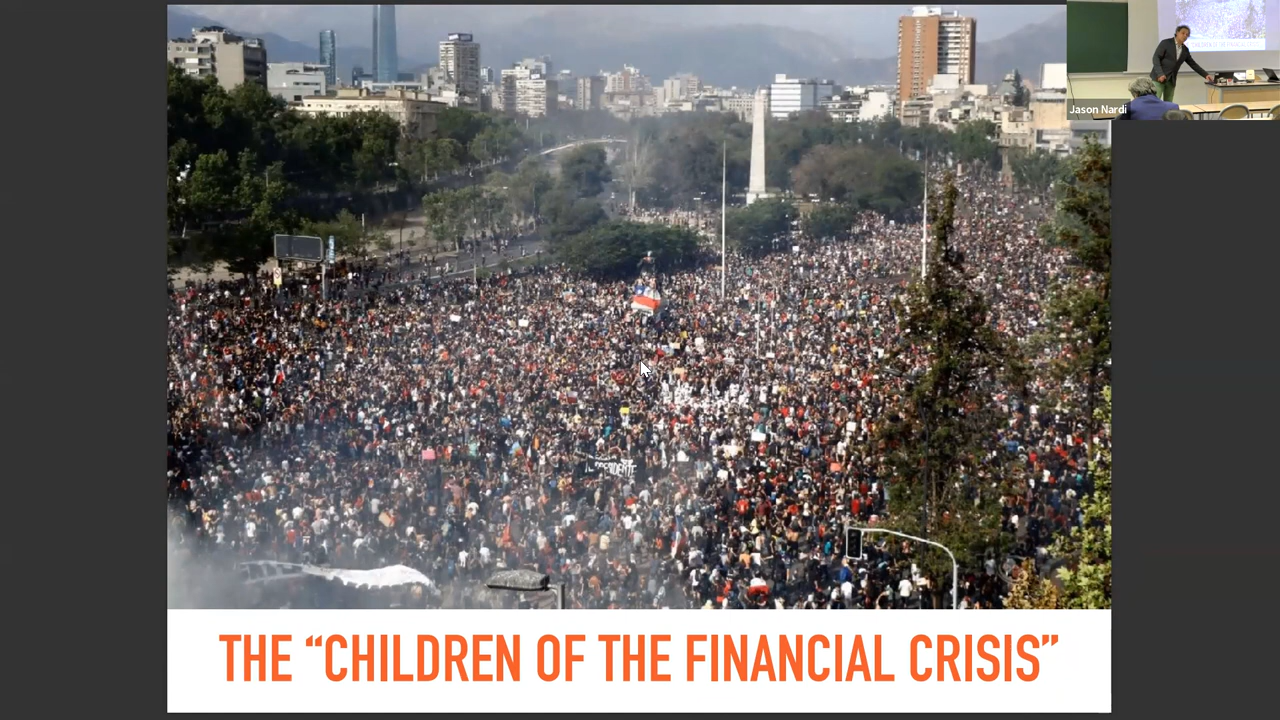 Jason Nardi
THE “CHILDREN OF THE FINANCIAL CRISIS”